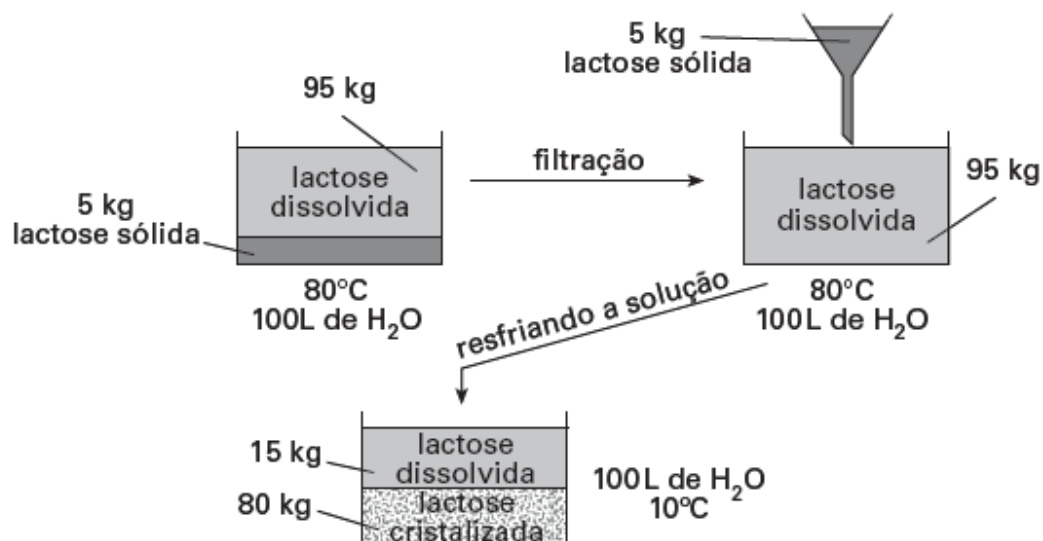 95 kg
lactose
dissolvida
5 kg
lactose sólida
80°C
100L de H₂O
filtração
5 kg
lactose sólida
lactose
dissolvida
95 kg
80°C
100L de H₂O
resfriando a solução
15 kg
lactose
dissolvida
80 kg
lactose
cristalizada
100L de H₂O
10°C